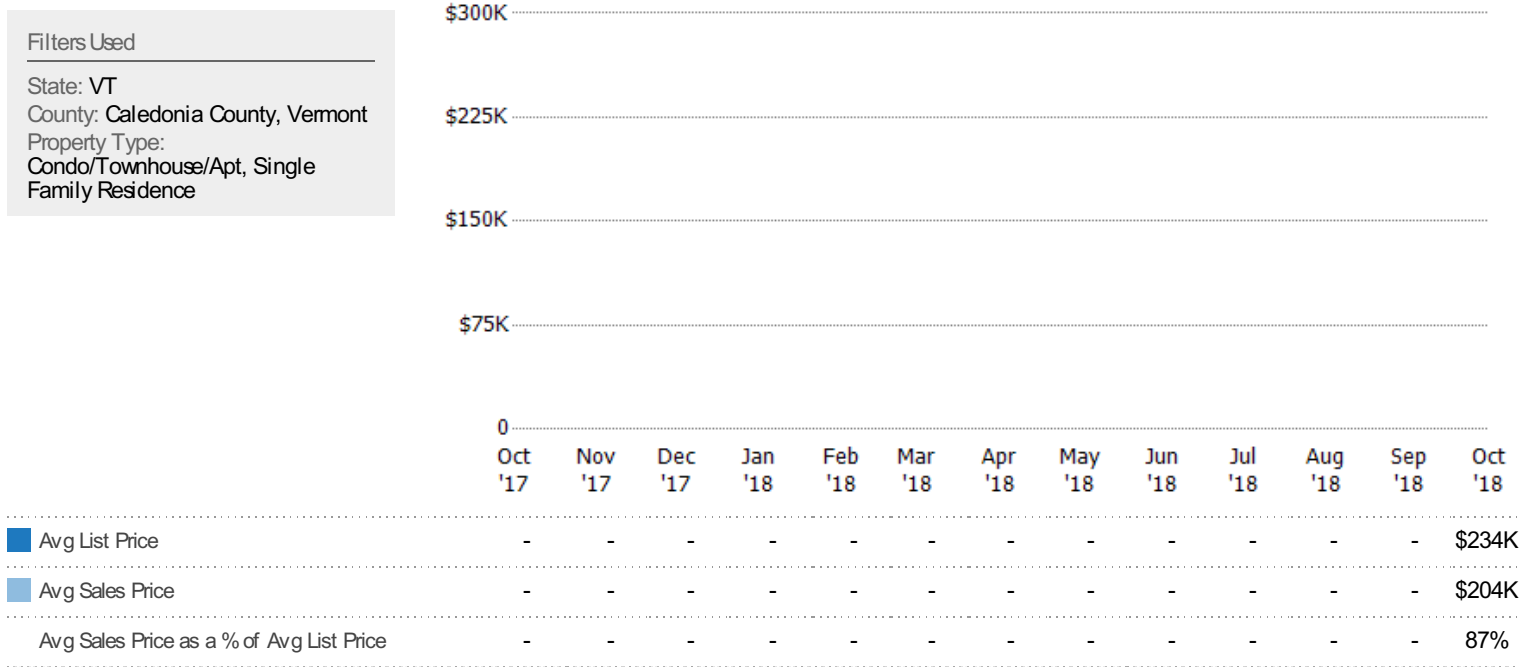 Filters Used
State: VT
County: Caledonia County, Vermont
Property Type:
Condo/Townhouse/Apt, Single
Family Residence
$300K
$225K
$150K
$75K
0
Oct Nov Dec Jan Feb Mar Apr May Jun Jul Aug Sep Oct
'17 '17 '17 '18 '18 '18 '18 '18 '18 '18 '18 '18 '18
Avg List Price - - - - - - - - - - - - $234K
Avg Sales Price - - - - - - - - - - - - $204K
Avg Sales Price as a % of Avg List Price - - - - - - - - - - - - 87%